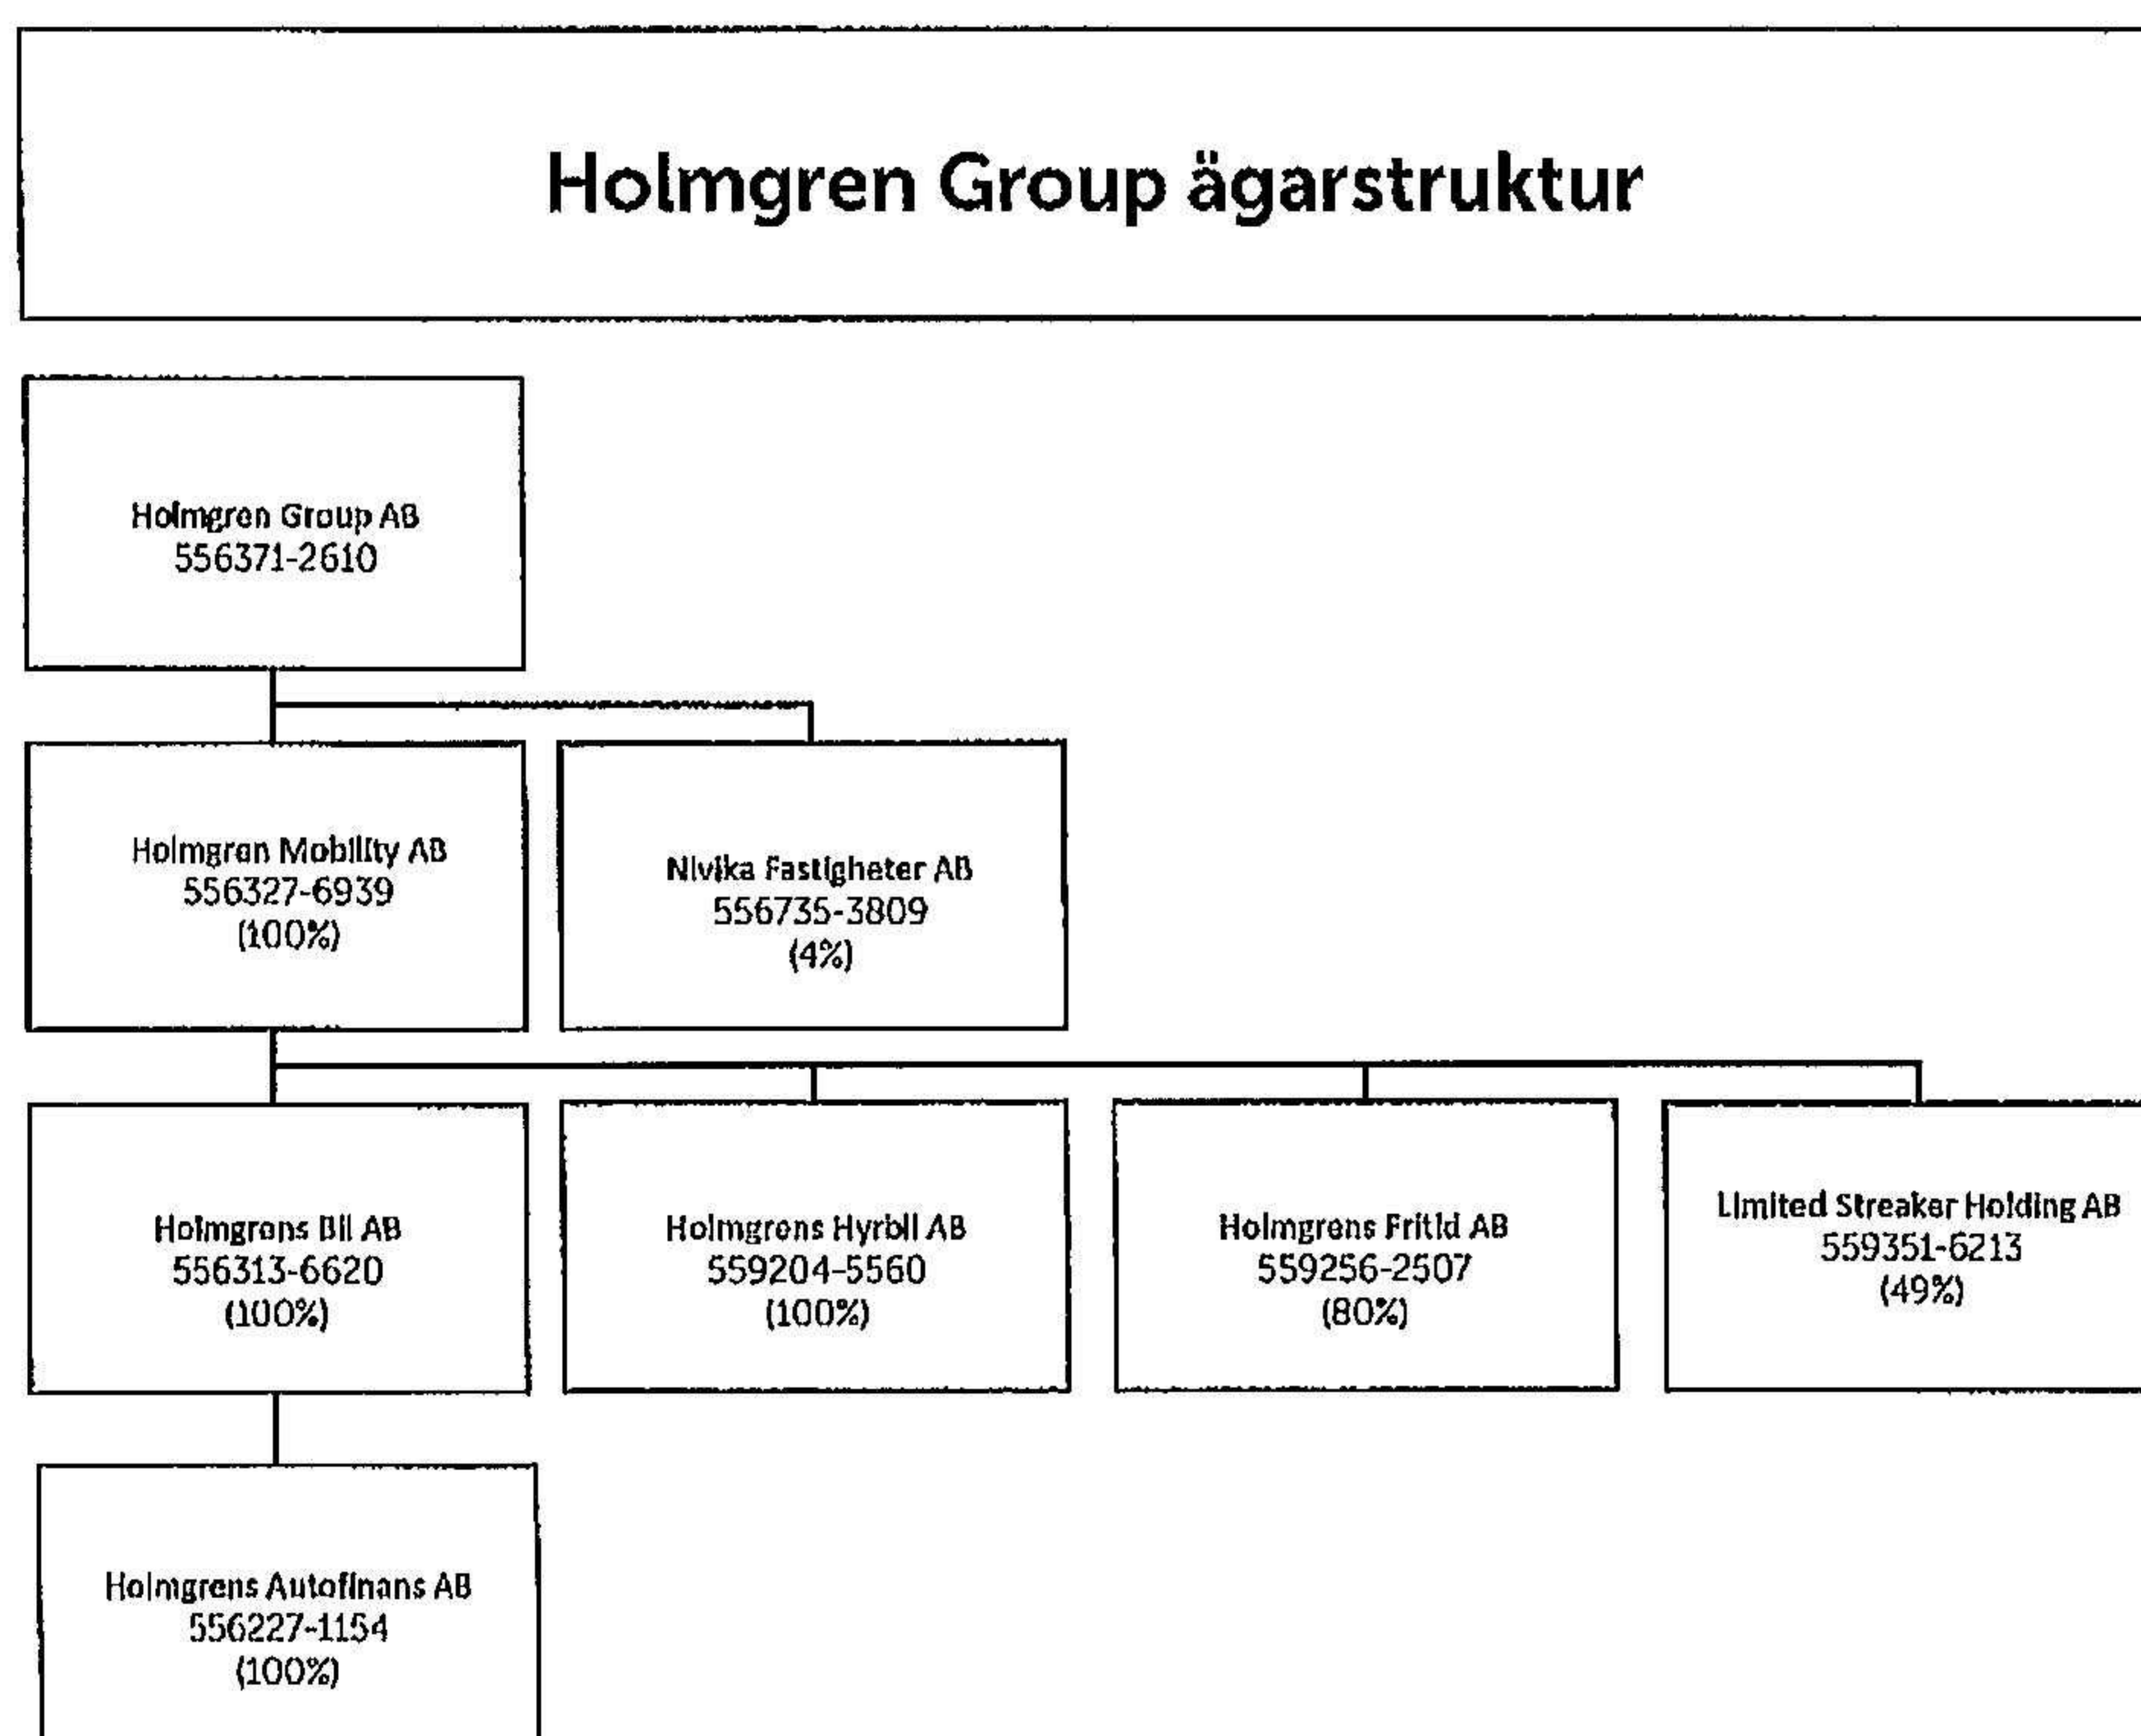 Holmgren Group ägarstruktur
Holmgren Group AB
556371-2610
Holmgren Mobility AB
556327-6939
(100%)
Nivika Fastigheter AB
556735-3809
(4%)
Holmgrens Bil AB
556313-6620
(100%)
Holmgrens Hyrbil AB
559204-5560
(100%)
Holmgrens Fritid AB
559256-2507
(80%)
Limited Streaker Holding AB
559351-6213
(49%)
Holmgrens Autofinans AB
556227-1154
(100%)